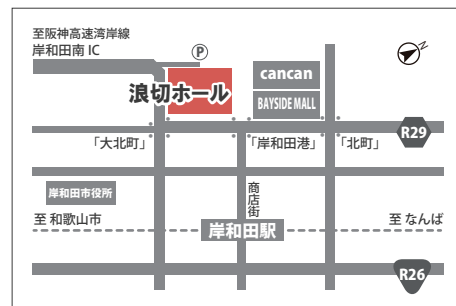 至阪神高速湾岸線
岸和田南 IC
P
N
cancan
浪切ホール
BAYSIDE MALL
「大北町」
「岸和田港」
「北町」
R29
岸和田市役所
商店街
至 和歌山市
至 なんば
岸和田駅
R26